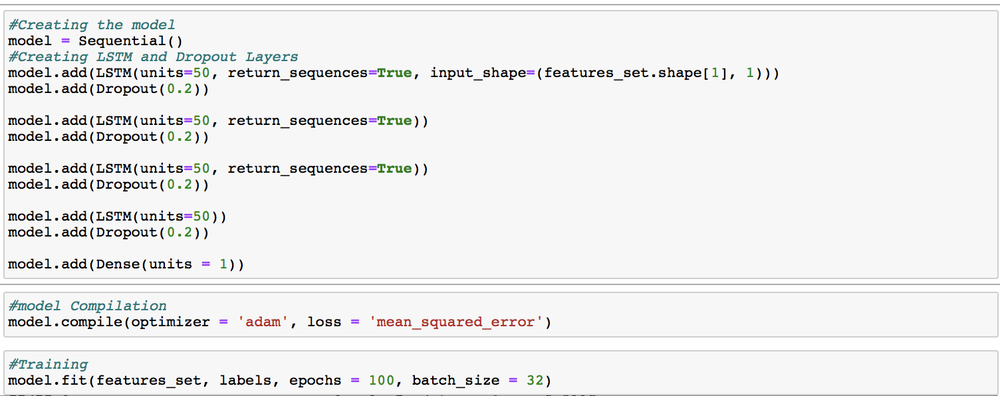 #Creating the model
model = Sequential()
#Creating LSTM and Dropout Layers
model.add(LSTM(units=50, return_sequences=True, input_shape=(features_set.shape[1], 1)))
model.add(Dropout(0.2))
model.add(LSTM(units=50, return_sequences=True))
model.add(Dropout(0.2))
model.add(LSTM(units=50, return_sequences=True))
model.add(Dropout(0.2))
model.add(LSTM(units=50))
model.add(Dropout(0.2))
model.add(Dense(units = 1))
#model Compilation
model.compile(optimizer = 'adam', loss = 'mean_squared_error')
#Training
model.fit(features_set, labels, epochs = 100, batch_size = 32)